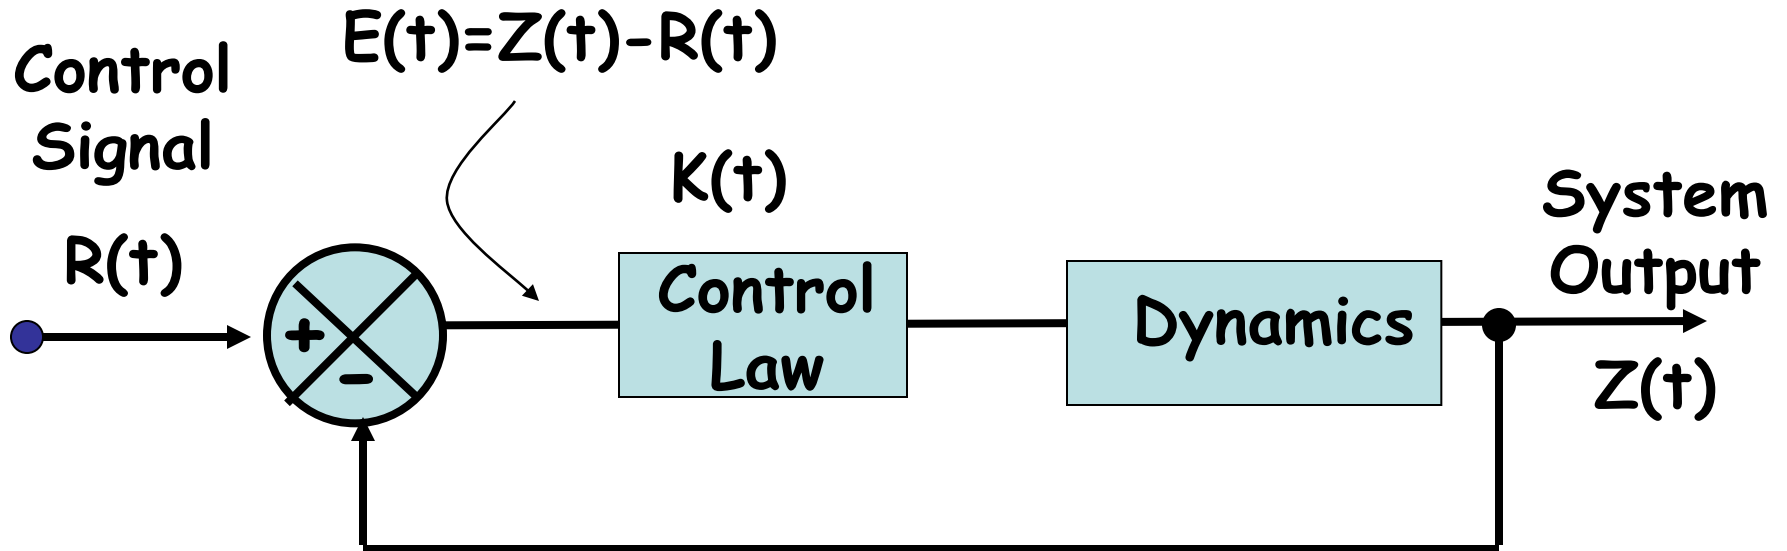 E(t)=Z(t)-R(t)
Control
Signal
K(t)
System
Output
R(t)
Control
Law
Dynamics
+
-
Z(t)